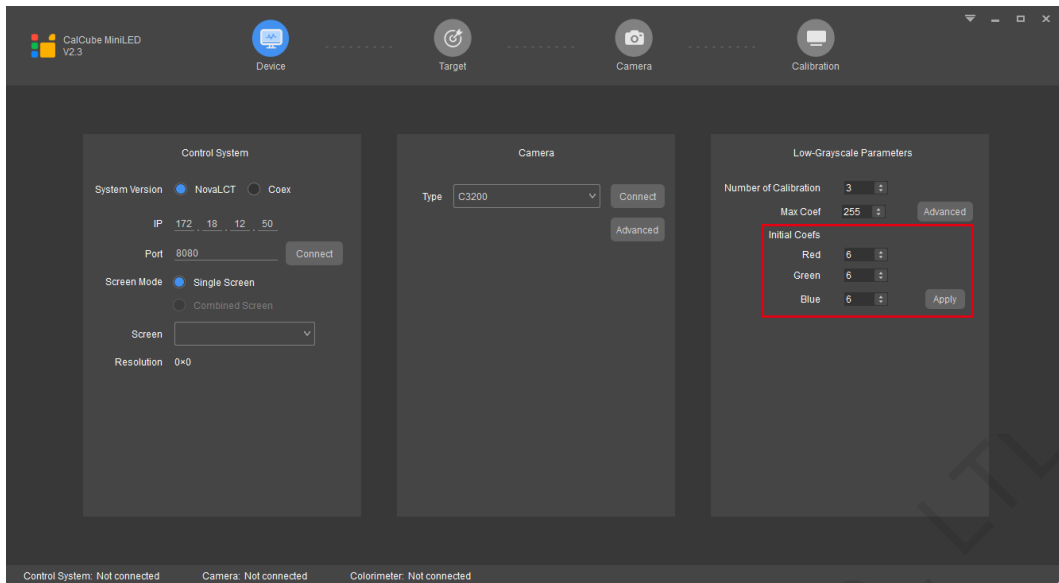 CalCube MiniLED
V2.3
Device
Target
Camera
Calibration
Control System
System Version NovaLCT Coex
IP 172 . 18 . 12 . 50
Port 8080 Connect
Screen Mode Single Screen
Combined Screen
Screen
Resolution 0×0
Camera
Type C3200 Connect
Advanced
Low-Grayscale Parameters
Number of Calibration 3
Max Coef 255 Advanced
Initial Coefs
Red 6
Green 6
Blue 6 Apply
LTL
Control System: Not connected Camera: Not connected Colorimeter: Not connected